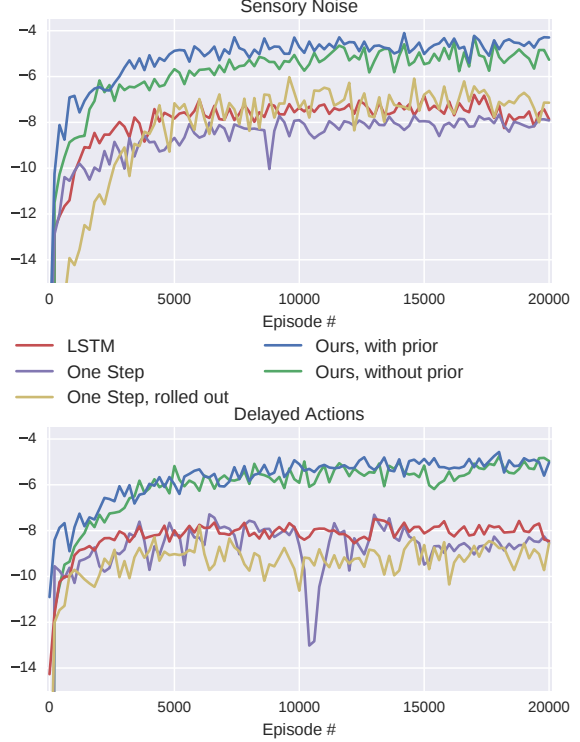 Sensory Noise
−4
−6
−8
−10
−12
−14
0 5000 10000 15000 20000
Episode #
LSTM Ours, with prior
One Step Ours, without prior
One Step, rolled out
Delayed Actions
−4
−6
−8
−10
−12
−14
0 5000 10000 15000 20000
Episode #